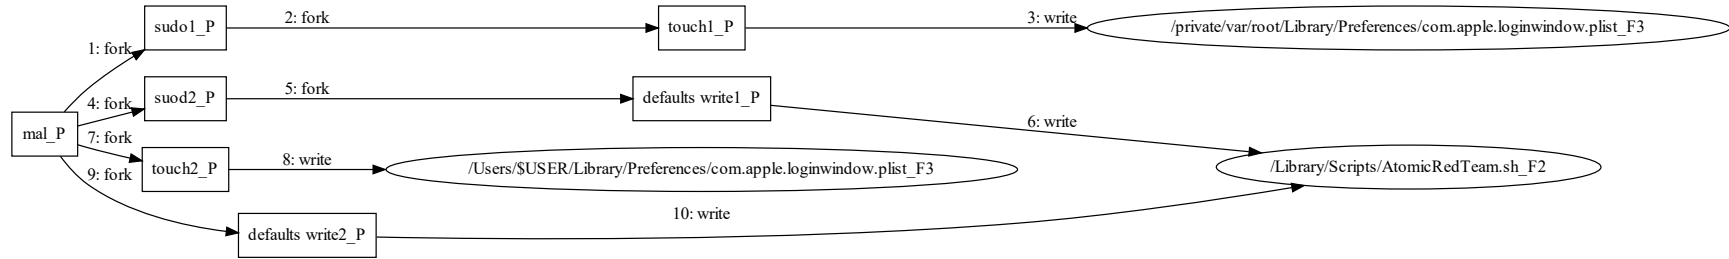 sudo1_P
2: fork
touch1_P
3: write
/private/var/root/Library/Preferences/com.apple.loginwindow.plist_F3
1: fork
suod2_P
5: fork
defaults write1_P
4: fork
6: write
mal_P
7: fork
touch2_P
8: write
/Users/$USER/Library/Preferences/com.apple.loginwindow.plist_F3
/Library/Scripts/AtomicRedTeam.sh_F2
9: fork
10: write
defaults write2_P